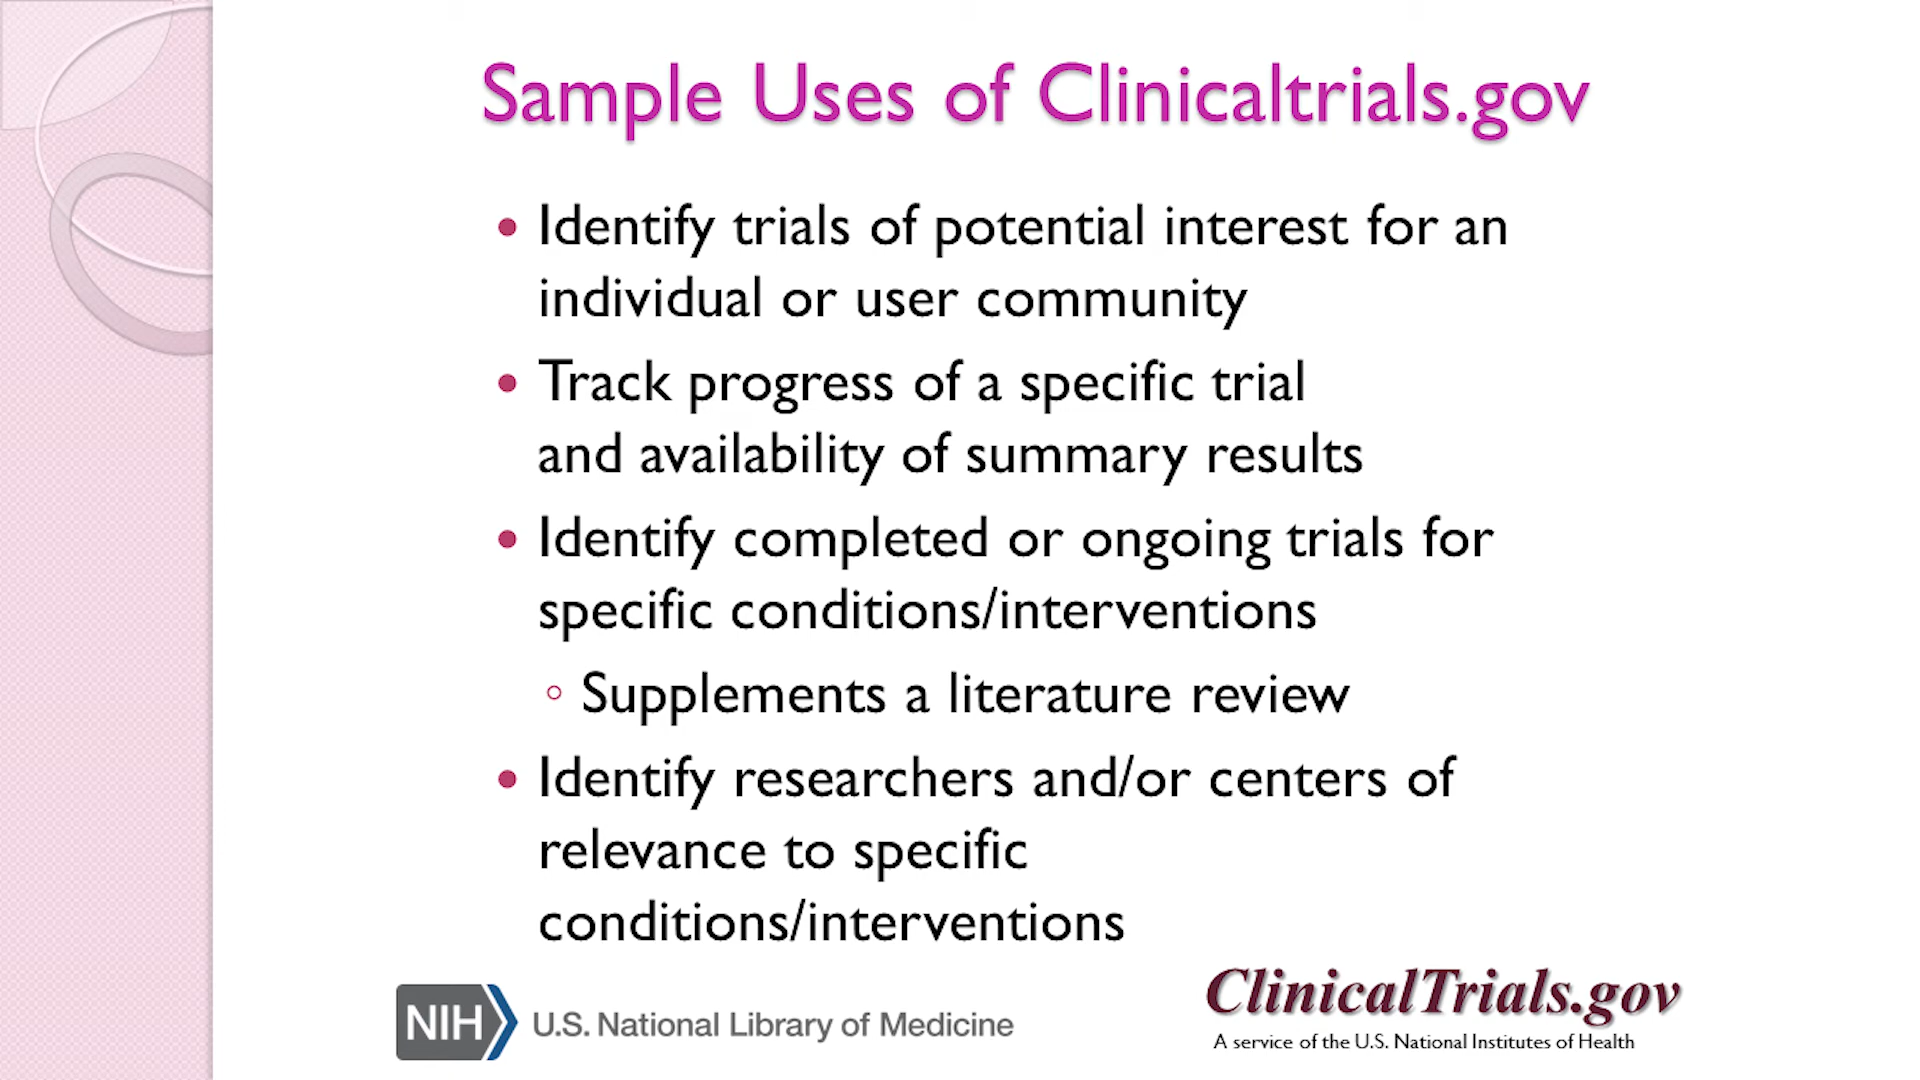 Sample Uses of Clinicaltrials.gov
• Identify trials of potential interest for an
individual or user community
• Track progress of a specific trial
and availability of summary results
• Identify completed or ongoing trials for
specific conditions/interventions
◦ Supplements a literature review
• Identify researchers and/or centers of
relevance to specific
conditions/interventions
NIH U.S. National Library of Medicine
ClinicalTrials.gov
A service of the U.S. National Institutes of Health